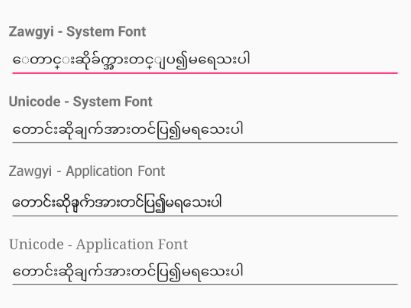 Zawgyi - System Font
ေတာင္းဆိုခ်က္အားတင္ျပ၍မရေသးပါ
Unicode - System Font
တောင်းဆိုချက်အားတင်ပြ၍မရသေးပါ
Zawgyi - Application Font
တောင်းဆိုချက်အားတင်ပြ၍မရသေးပါ
Unicode - Application Font
တောင်းဆိုချက်အားတင်ပြ၍မရသေးပါ